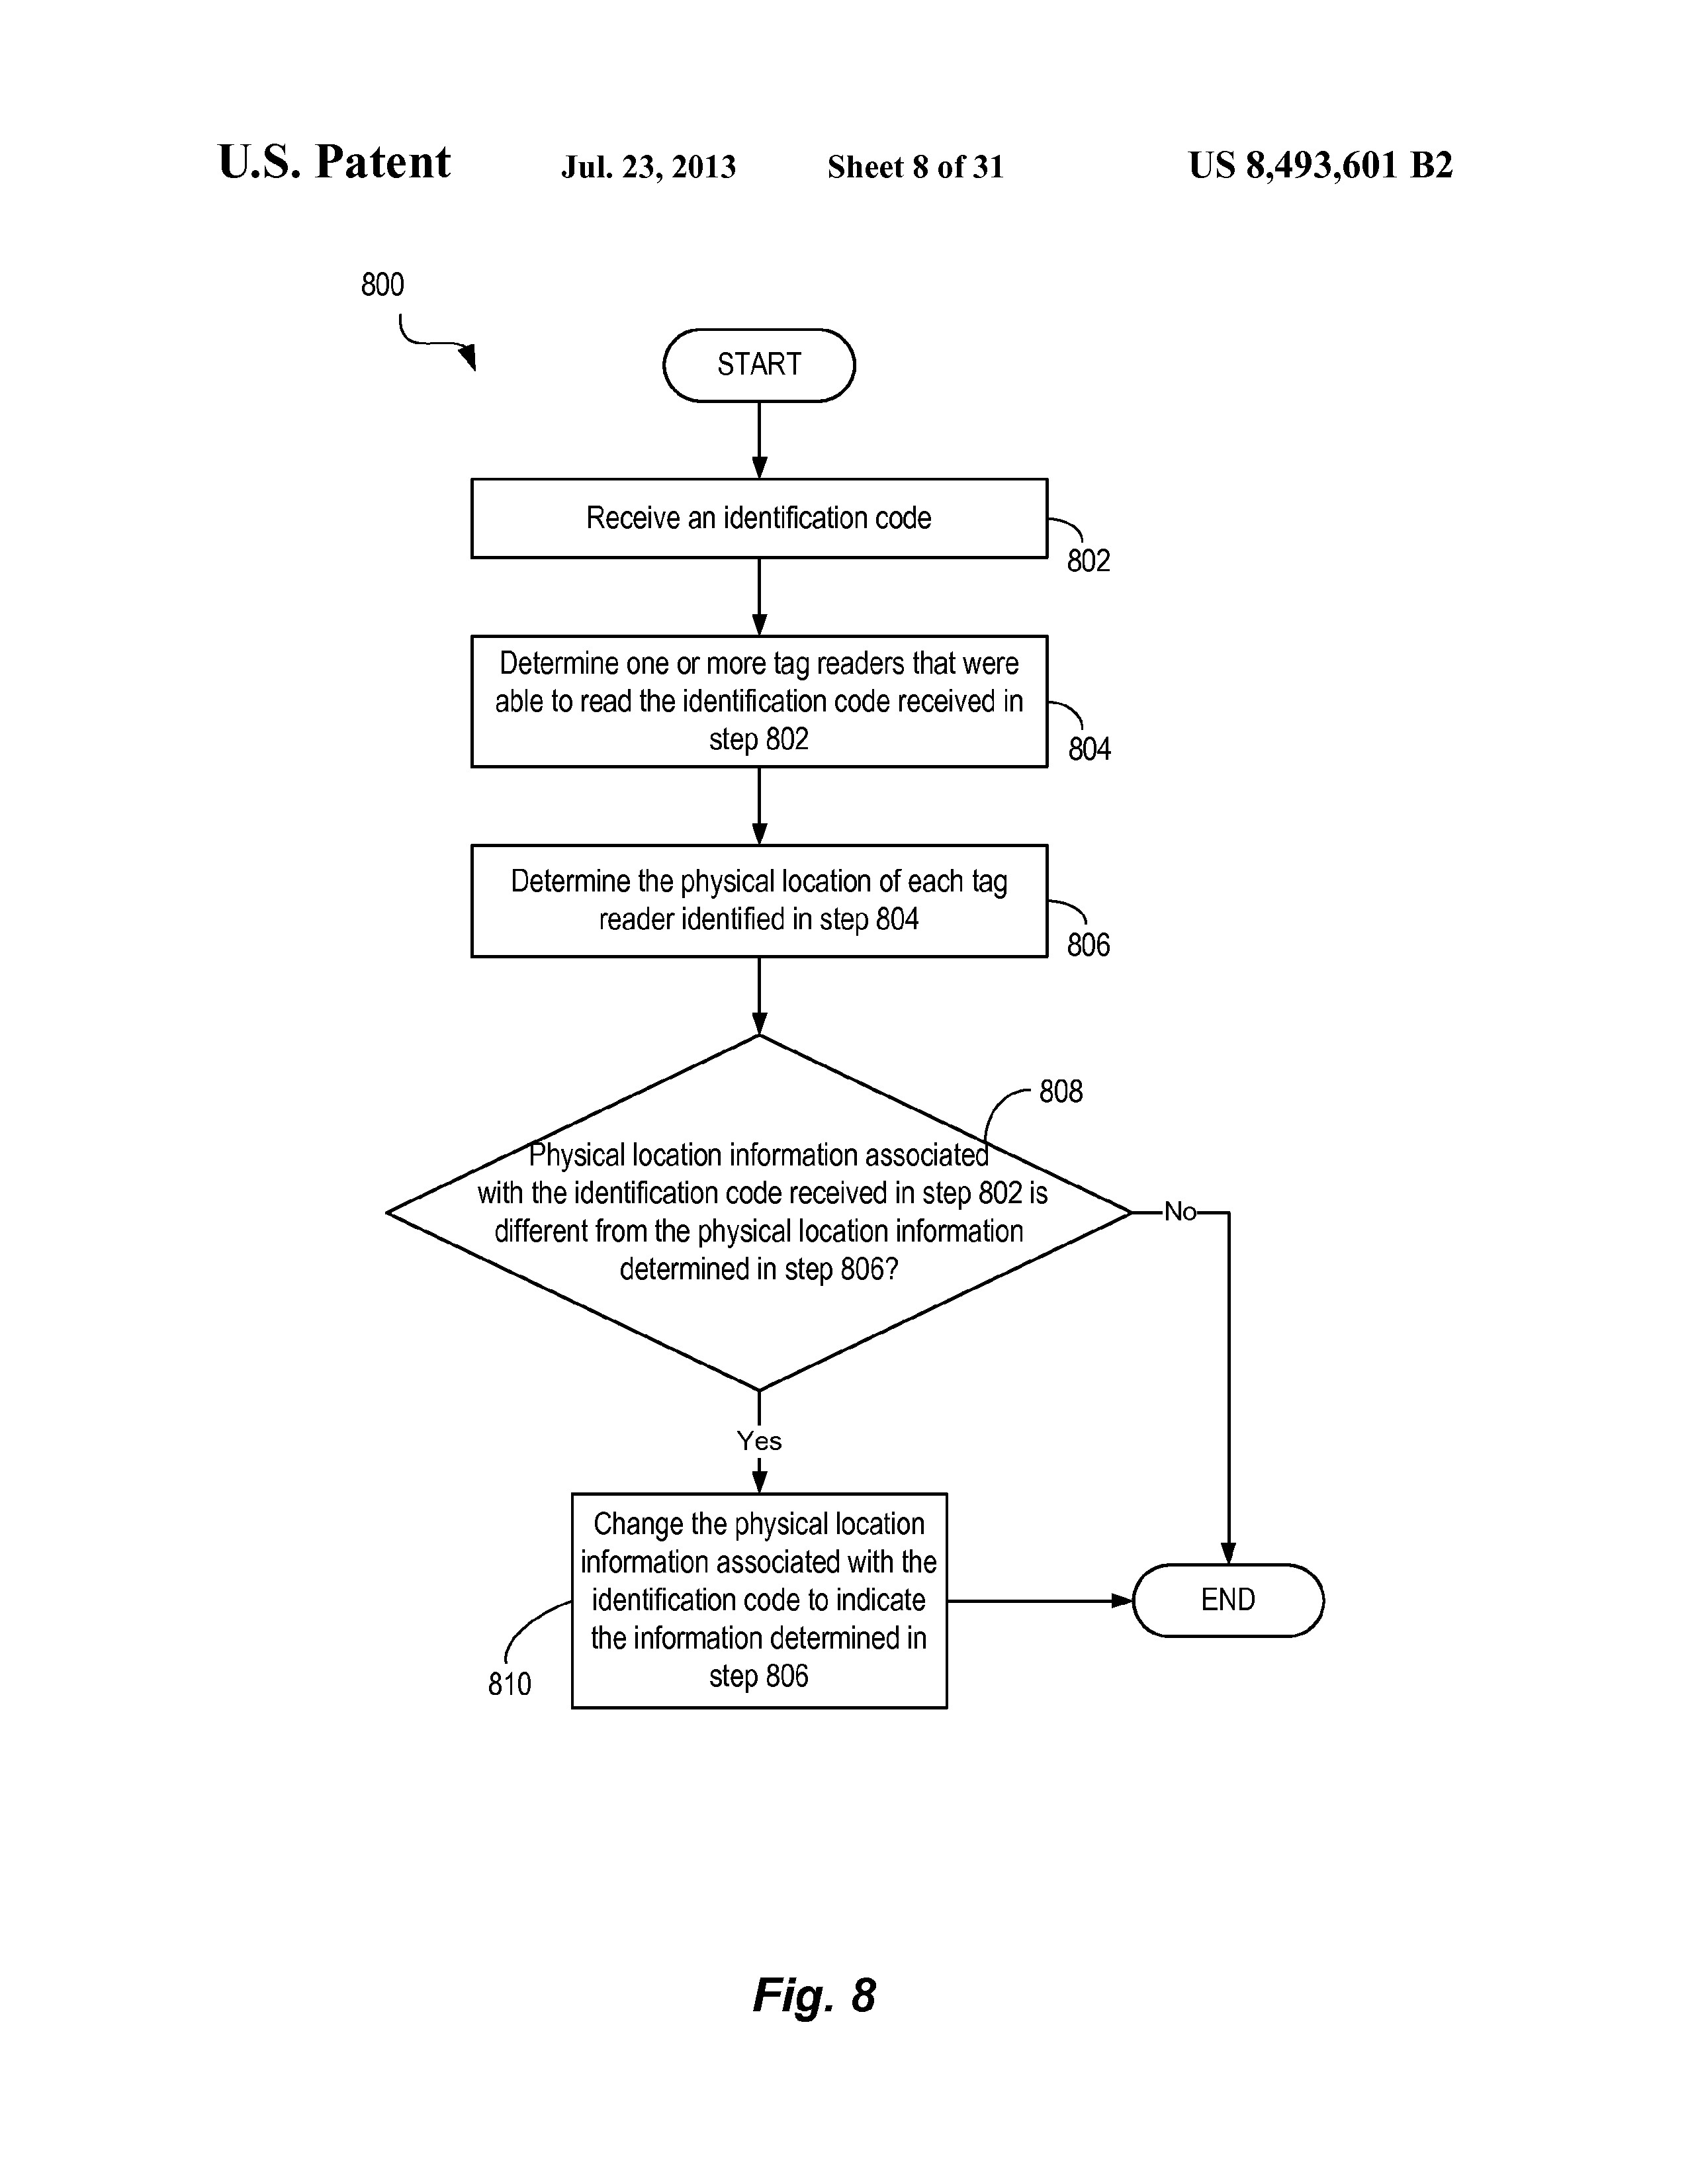 U.S. Patent Jul. 23, 2013 Sheet 8 of 31 US 8,493,601 B2
800
START
Receive an identification code
802
Determine one or more tag readers that were
able to read the identification code received in
step 802
804
Determine the physical location of each tag
reader identified in step 804
806
808
Physical location information associated
with the identification code received in step 802 is
different from the physical location information
determined in step 806?
No
Yes
Change the physical location
information associated with the
identification code to indicate
the information determined in
step 806
810
END
Fig. 8